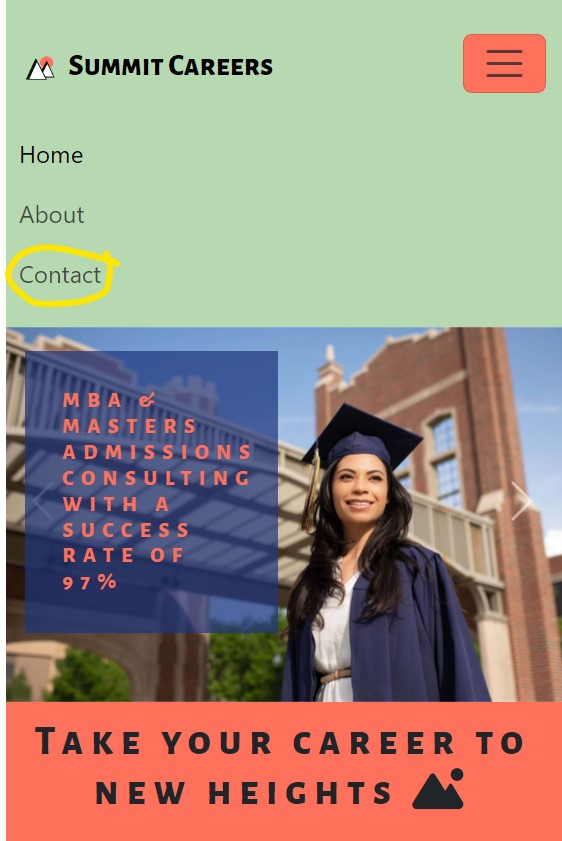 Summit Careers
Home
About
Contact
MBA &
MASTERS
ADMISSIONS
CONSULTING
WITH A
SUCCESS
RATE OF
97%
Take your career to
new heights